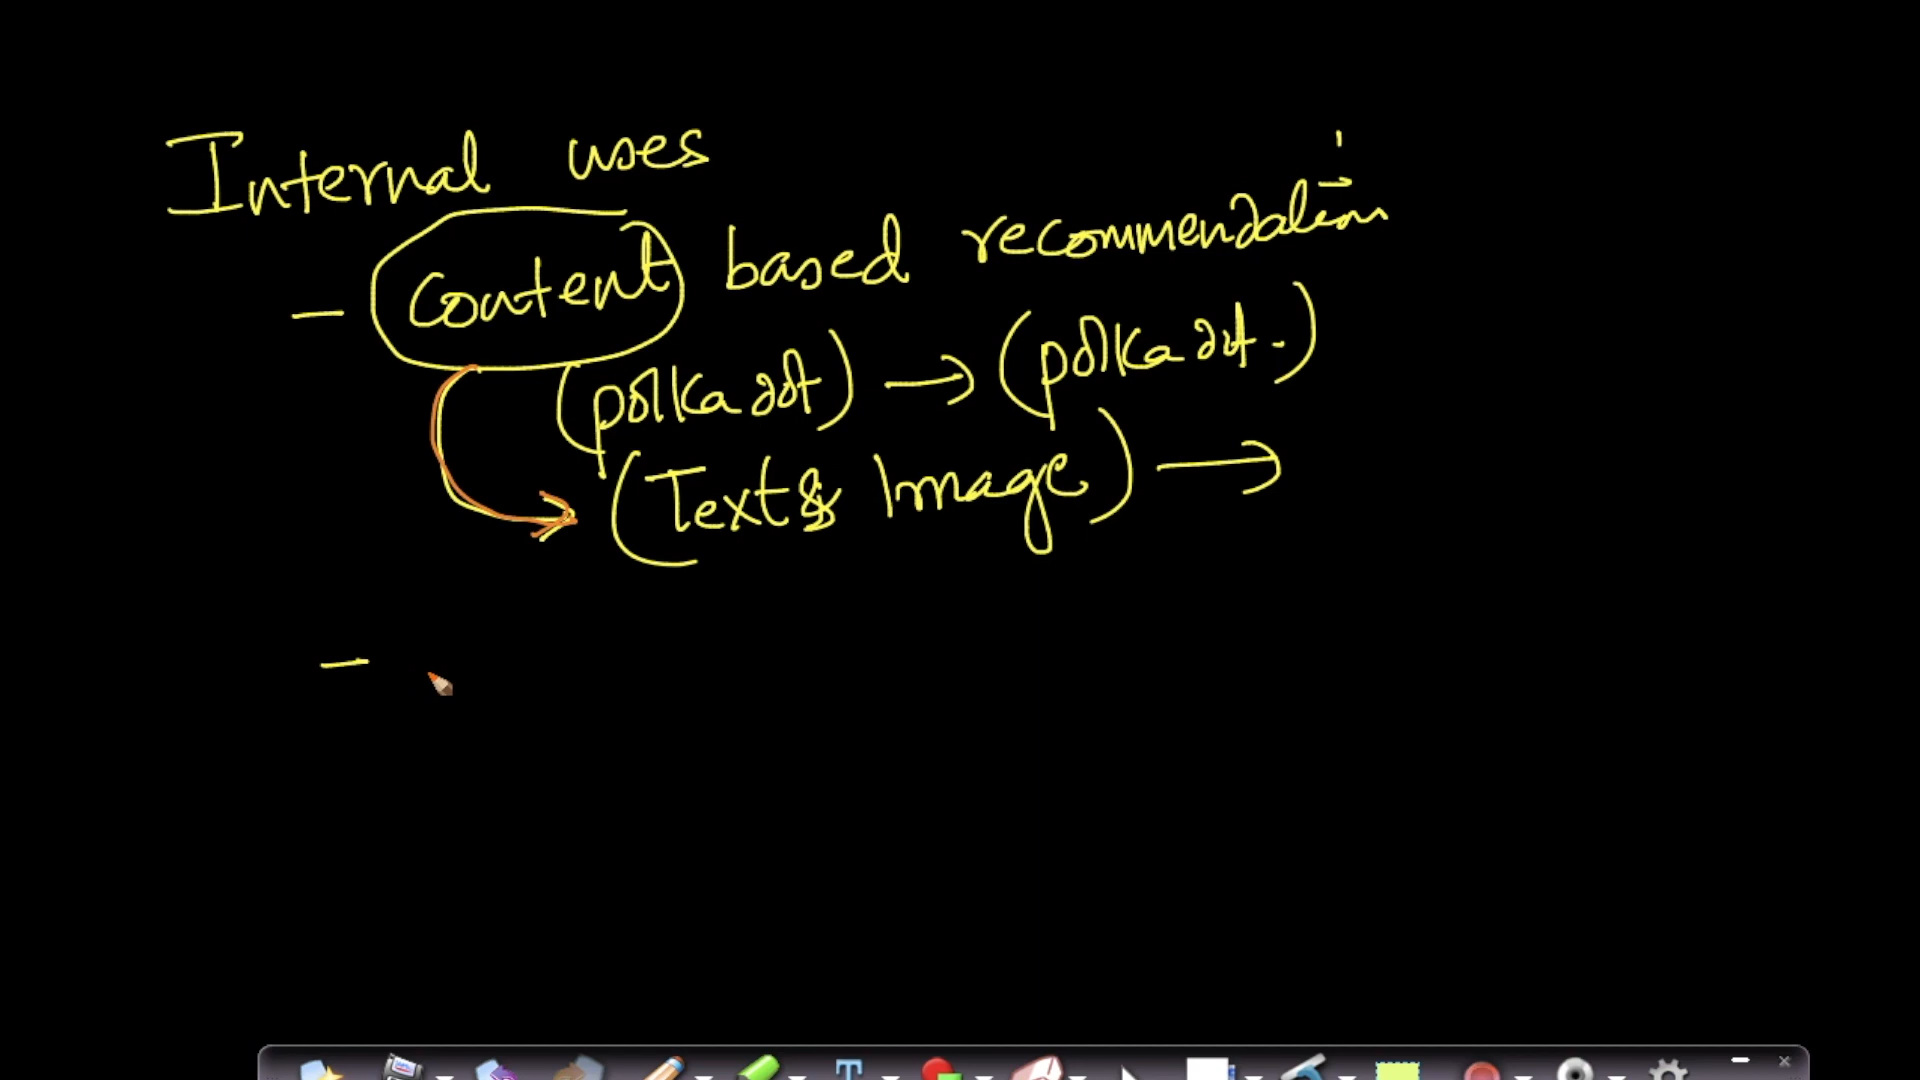 Internal uses
- Content based recommendation
(polka dot) → (polka dot.)
(Text & Image) →
-
T